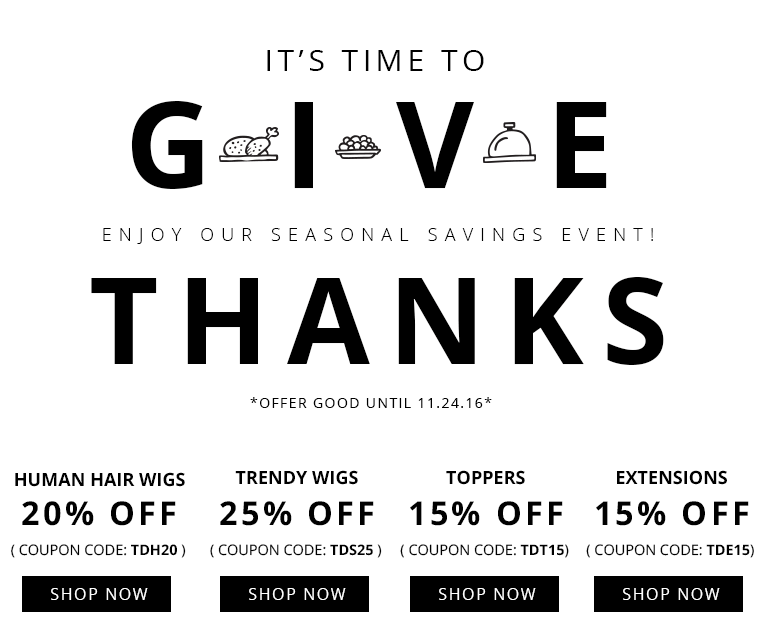 IT'S TIME TO
GIVE
ENJOY OUR SEASONAL SAVINGS EVENT!
THANKS
*OFFER GOOD UNTIL 11.24.16*
HUMAN HAIR WIGS
20% OFF
( COUPON CODE: TDH20 )
SHOP NOW
TRENDY WIGS
25% OFF
( COUPON CODE: TDS25 )
SHOP NOW
TOPPERS
15% OFF
( COUPON CODE: TDT15)
SHOP NOW
EXTENSIONS
15% OFF
( COUPON CODE: TDE15)
SHOP NOW